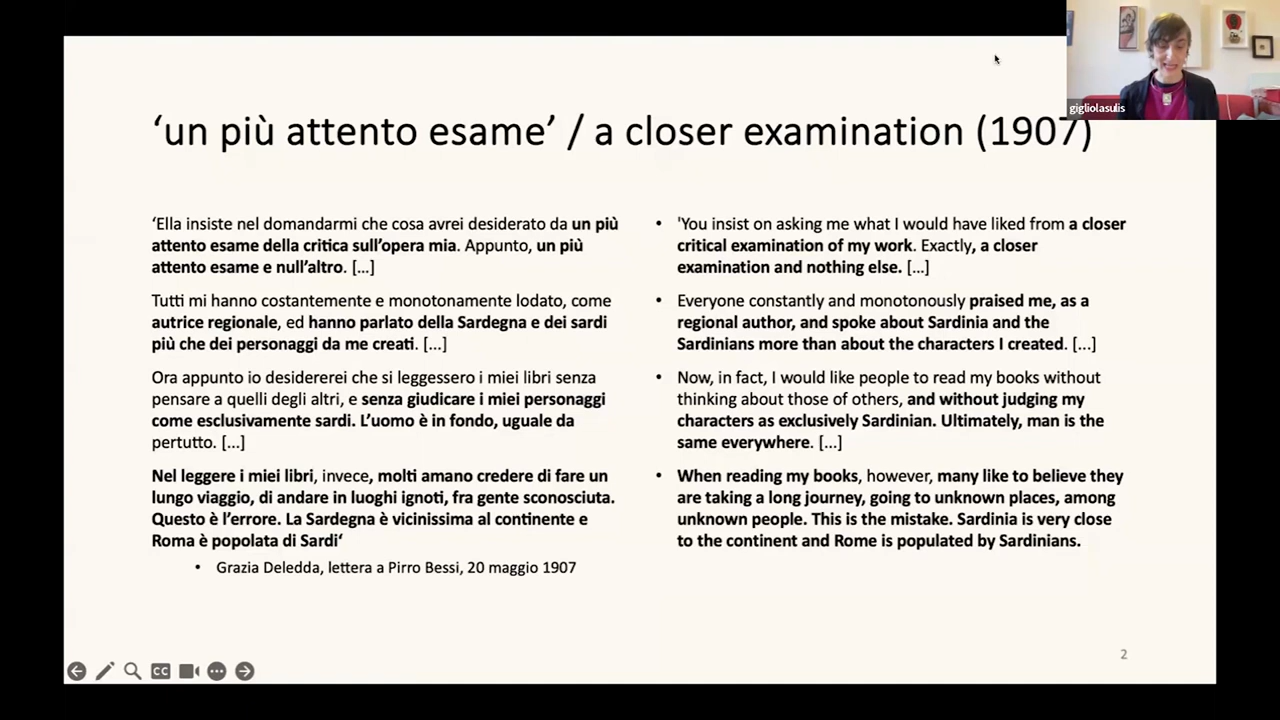 gigliolasulis
‘un più attento esame’ / a closer examination (1907)
‘Ella insiste nel domandarmi che cosa avrei desiderato da un più
attento esame della critica sull’opera mia. Appunto, un più
attento esame e null’altro. [...]
Tutti mi hanno costantemente e monotonamente lodato, come
autrice regionale, ed hanno parlato della Sardegna e dei sardi
più che dei personaggi da me creati. [...]
Ora appunto io desidererei che si leggessero i miei libri senza
pensare a quelli degli altri, e senza giudicare i miei personaggi
come esclusivamente sardi. L’uomo è in fondo, uguale da
pertutto. [...]
Nel leggere i miei libri, invece, molti amano credere di fare un
lungo viaggio, di andare in luoghi ignoti, fra gente sconosciuta.
Questo è l’errore. La Sardegna è vicinissima al continente e
Roma è popolata di Sardi‘
• Grazia Deledda, lettera a Pirro Bessi, 20 maggio 1907
• 'You insist on asking me what I would have liked from a closer
critical examination of my work. Exactly, a closer
examination and nothing else. [...]
• Everyone constantly and monotonously praised me, as a
regional author, and spoke about Sardinia and the
Sardinians more than about the characters I created. [...]
• Now, in fact, I would like people to read my books without
thinking about those of others, and without judging my
characters as exclusively Sardinian. Ultimately, man is the
same everywhere. [...]
• When reading my books, however, many like to believe they
are taking a long journey, going to unknown places, among
unknown people. This is the mistake. Sardinia is very close
to the continent and Rome is populated by Sardinians.
2
CC